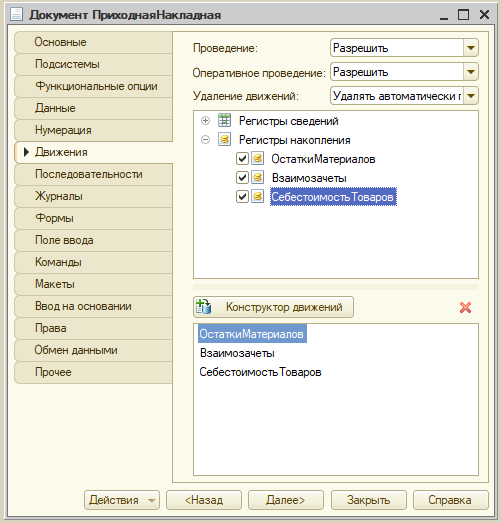 Документ ПриходнаяНакладная
Основные
Подсистемы
Функциональные опции
Данные
Нумерация
Движения
Последовательности
Журналы
Формы
Поле ввода
Команды
Макеты
Ввод на основании
Права
Обмен данными
Прочее
Проведение: Разрешить
Оперативное проведение: Разрешить
Удаление движений: Удалять автоматически г
Регистры сведений
Регистры накопления
ОстаткиМатериалов
Взаимозачеты
СебестоимостьТоваров
Конструктор движений
ОстаткиМатериалов
Взаимозачеты
СебестоимостьТоваров
Действия <Назад Далее> Закрыть Справка